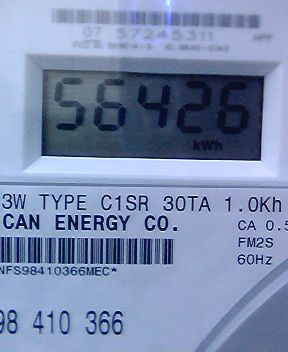 07 57245311
56426
kWh
3W TYPE C1SR 30TA 1.0Kh
CAN ENERGY CO.
CA 0.5
FM2S
60Hz
NFS98410366MEC*
98 410 366